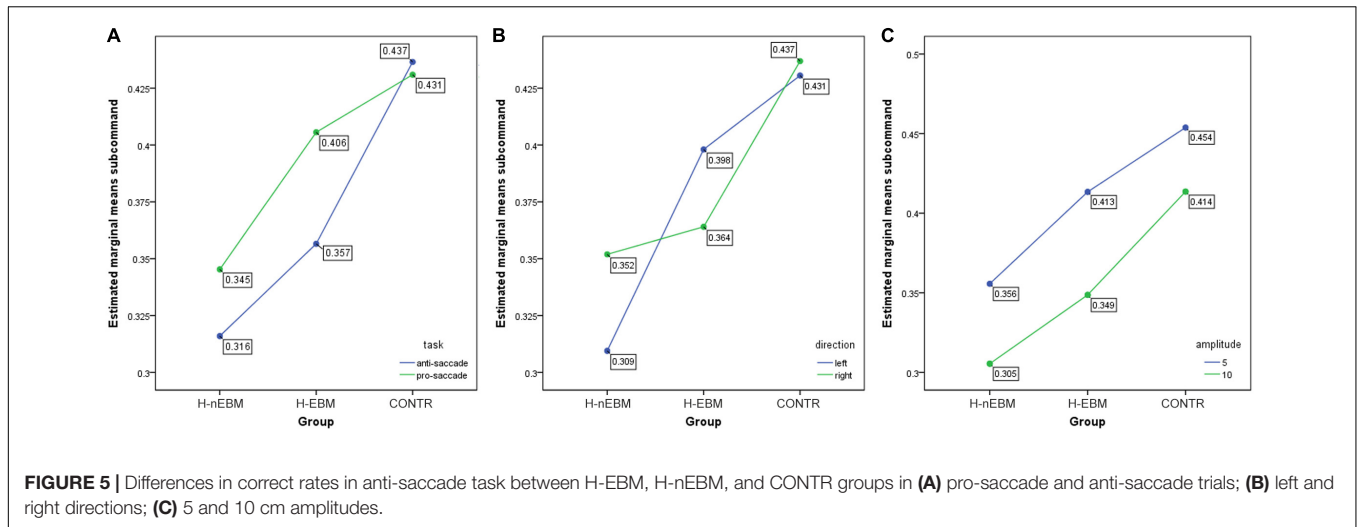 A
Estimated marginal means subcommand
0.425
0.4
0.375
0.35
0.325
0.3
0.437
0.431
0.406
0.357
0.345
0.316
task
anti-saccade
pro-saccade
H-nEBM H-EBM CONTR
Group
B
Estimated marginal means subcommand
0.425
0.4
0.375
0.35
0.325
0.3
0.437
0.431
0.398
0.364
0.352
0.309
direction
left
right
H-nEBM H-EBM CONTR
Group
C
Estimated marginal means subcommand
0.5
0.45
0.4
0.35
0.3
0.454
0.413
0.414
0.356
0.349
0.305
amplitude
5
10
H-nEBM H-EBM CONTR
Group
FIGURE 5 | Differences in correct rates in anti-saccade task between H-EBM, H-nEBM, and CONTR groups in (A) pro-saccade and anti-saccade trials; (B) left and
right directions; (C) 5 and 10 cm amplitudes.